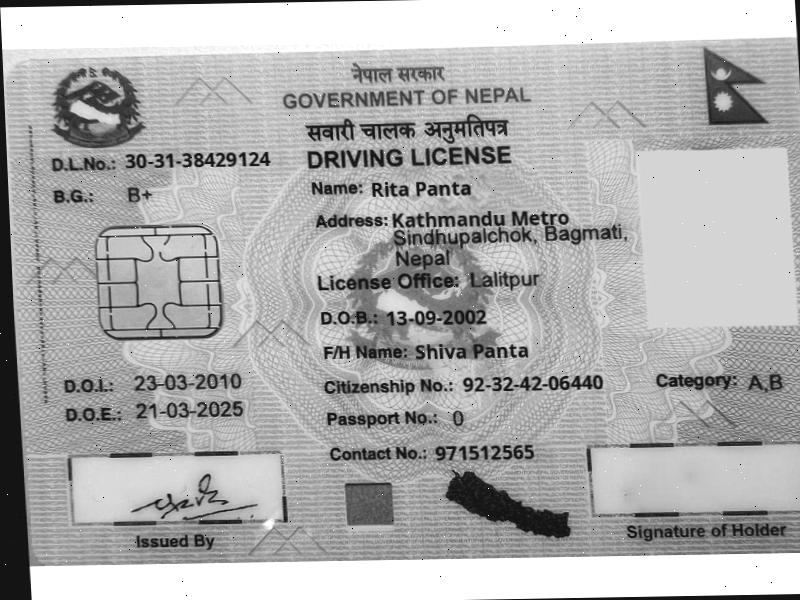 नेपाल सरकार
GOVERNMENT OF NEPAL
सवारी चालक अनुमतिपत्र
DRIVING LICENSE
D.L.No.: 30-31-38429124
B.G.: B+
Name: Rita Panta
Address: Kathmandu Metro
Sindhupalchok, Bagmati,
Nepal
License Office: Lalitpur
D.O.B.: 13-09-2002
F/H Name: Shiva Panta
D.O.I.: 23-03-2010
Citizenship No.: 92-32-42-06440
Category: A,B
D.O.E.: 21-03-2025
Passport No.: 0
Contact No.: 971512565
Issued By
Signature of Holder